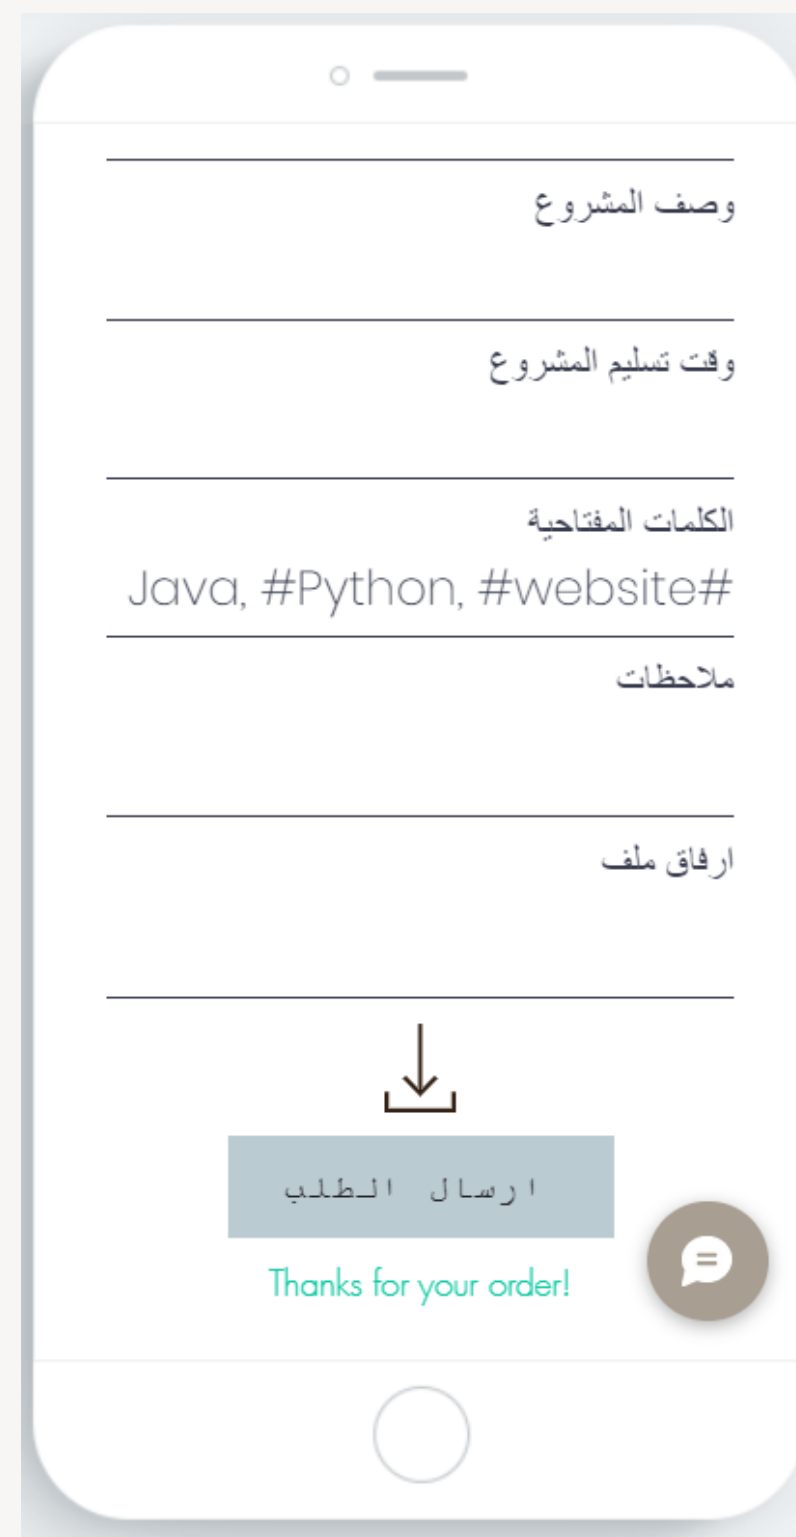 وصف المشروع
وقت تسليم المشروع
الكلمات المفتاحية
Java, #Python, #website#
ملاحظات
ارفاق ملف
ارسال الطلب
Thanks for your order!